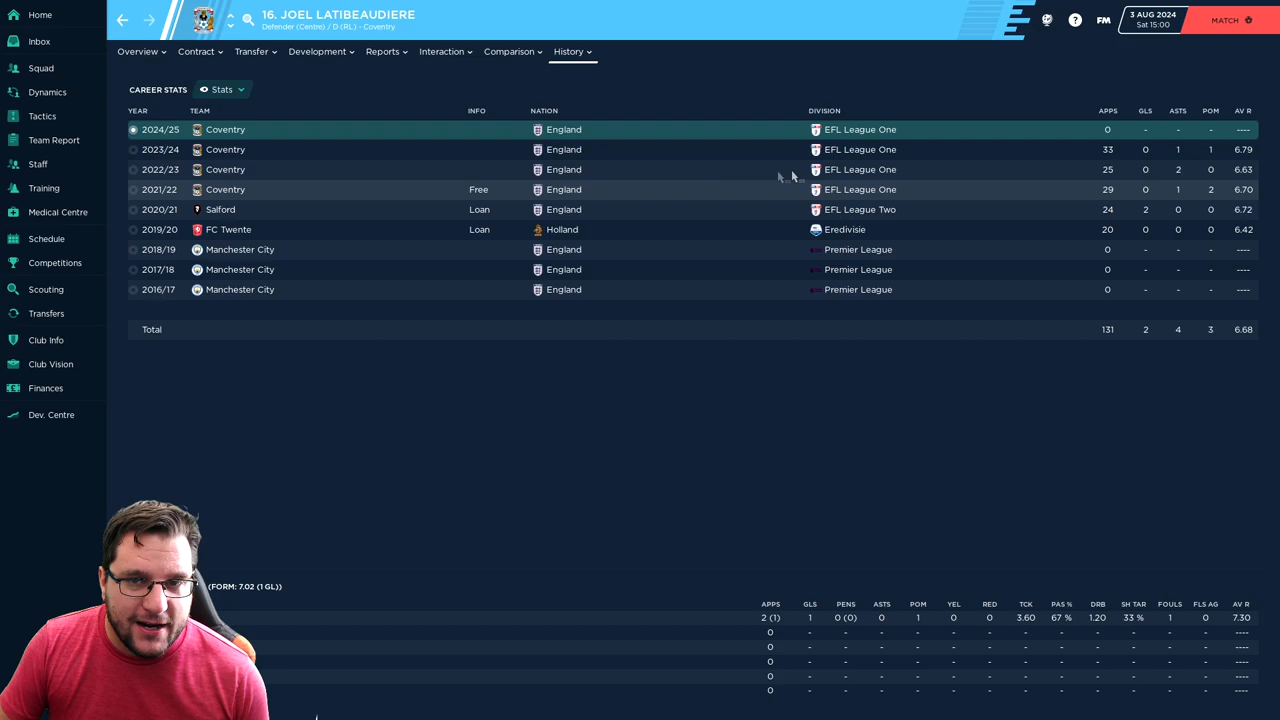 Home
Inbox
Squad
Dynamics
Tactics
Team Report
Staff
Training
Medical Centre
Schedule
Competitions
Scouting
Transfers
Club Info
Club Vision
Finances
Dev. Centre
16. JOEL LATIBEAUDIERE
Defender (Centre) / D (RL) - Coventry
? FM 3 AUG 2024 Sat 15:00 MATCH
Overview Contract Transfer Development Reports Interaction Comparison History
CAREER STATS Stats
YEAR TEAM INFO NATION DIVISION APPS GLS ASTS POM AV R
2024/25 Coventry England EFL League One 0 - - - ----
2023/24 Coventry England EFL League One 33 0 1 1 6.79
2022/23 Coventry England EFL League One 25 0 2 0 6.63
2021/22 Coventry Free England EFL League One 29 0 1 2 6.70
2020/21 Salford Loan England EFL League Two 24 2 0 0 6.72
2019/20 FC Twente Loan Holland Eredivisie 20 0 0 0 6.42
2018/19 Manchester City England Premier League 0 - - - ----
2017/18 Manchester City England Premier League 0 - - - ----
2016/17 Manchester City England Premier League 0 - - - ----
Total 131 2 4 3 6.68
(FORM: 7.02 (1 GL))
APPS GLS PENS ASTS POM YEL RED TCK PAS % DRB SH TAR FOULS FLS AG AV R
2 (1) 1 0 (0) 0 1 0 0 3.60 67 % 1.20 33 % 1 0 7.30
0 - - - - - - - - - - - - ----
0 - - - - - - - - - - - - ----
0 - - - - - - - - - - - - ----
0 - - - - - - - - - - - - ----
0 - - - - - - - - - - - - ----